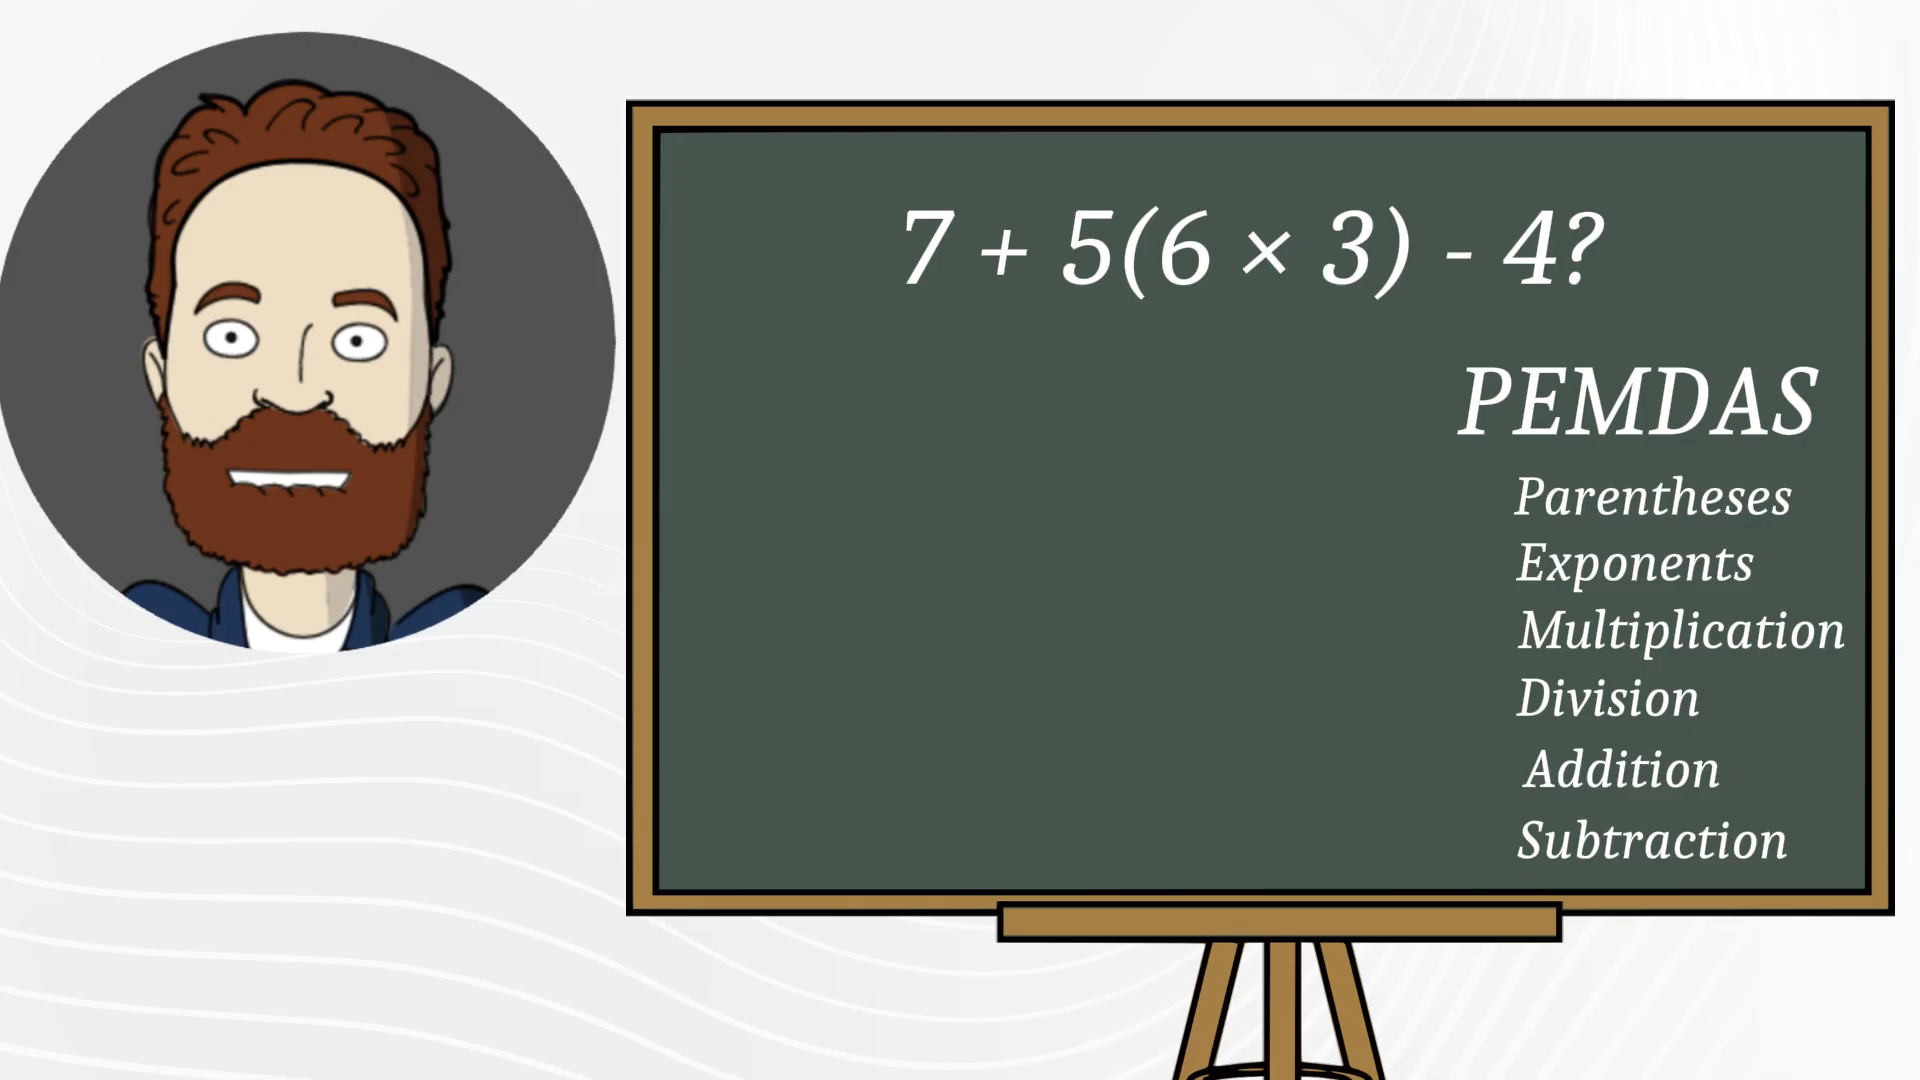 7 + 5(6 × 3) - 4?
PEMDAS
Parentheses
Exponents
Multiplication
Division
Addition
Subtraction